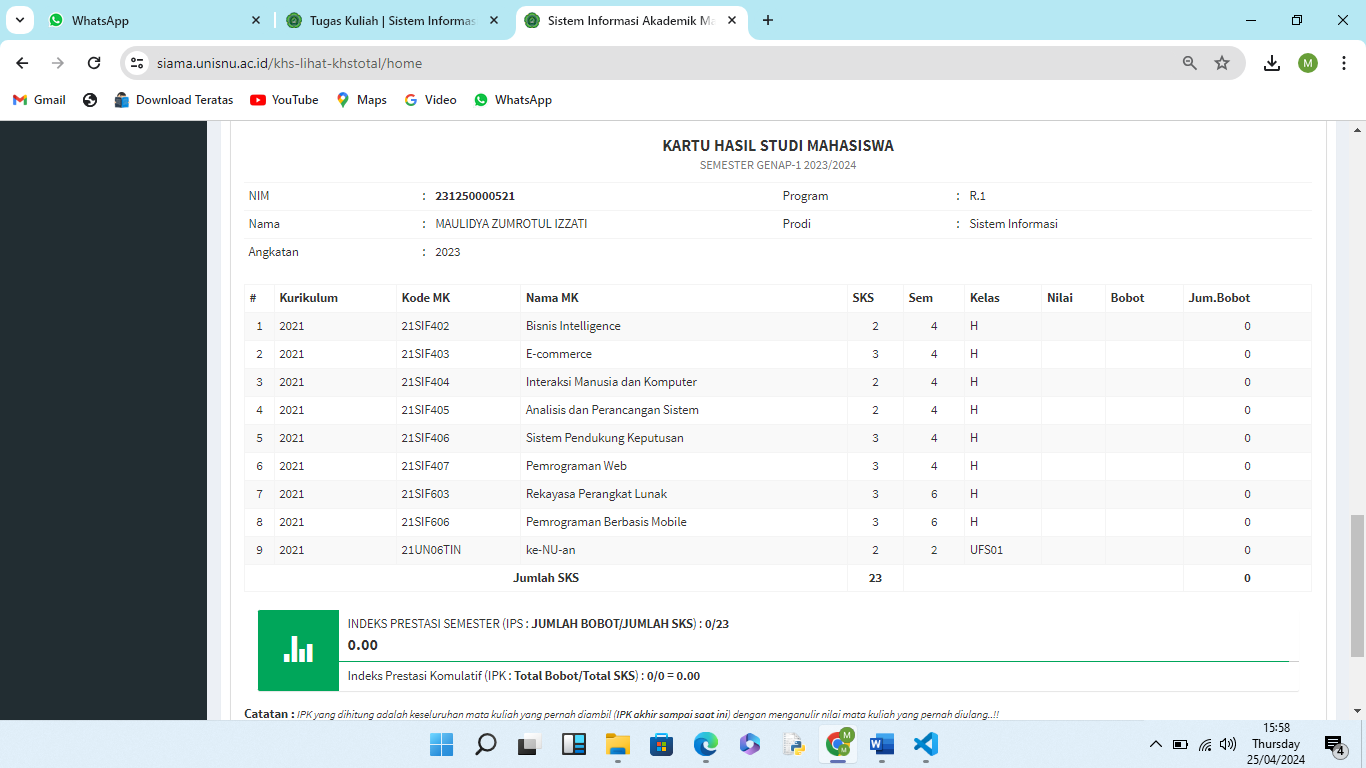 WhatsApp
Tugas Kuliah | Sistem Informas
Sistem Informasi Akademik Ma
siama.unisnu.ac.id/khs-lihat-khstotal/home
M
Gmail
Download Teratas
YouTube
Maps
Video
WhatsApp
KARTU HASIL STUDI MAHASISWA
SEMESTER GENAP-1 2023/2024
NIM : 231250000521 Program : R.1
Nama : MAULIDYA ZUMROTUL IZZATI Prodi : Sistem Informasi
Angkatan : 2023
# Kurikulum Kode MK Nama MK SKS Sem Kelas Nilai Bobot Jum.Bobot
1 2021 21SIF402 Bisnis Intelligence 2 4 H 0
2 2021 21SIF403 E-commerce 3 4 H 0
3 2021 21SIF404 Interaksi Manusia dan Komputer 2 4 H 0
4 2021 21SIF405 Analisis dan Perancangan Sistem 2 4 H 0
5 2021 21SIF406 Sistem Pendukung Keputusan 3 4 H 0
6 2021 21SIF407 Pemrograman Web 3 4 H 0
7 2021 21SIF603 Rekayasa Perangkat Lunak 3 6 H 0
8 2021 21SIF606 Pemrograman Berbasis Mobile 3 6 H 0
9 2021 21UN06TIN ke-NU-an 2 2 UFS01 0
Jumlah SKS 23 0
INDEKS PRESTASI SEMESTER (IPS : JUMLAH BOBOT/JUMLAH SKS) : 0/23
0.00
Indeks Prestasi Komulatif (IPK : Total Bobot/Total SKS) : 0/0 = 0.00
Catatan : IPK yang dihitung adalah keseluruhan mata kuliah yang pernah diambil (IPK akhir sampai saat ini) dengan menganulir nilai mata kuliah yang pernah diulang..!!
M
M
15:58
Thursday
25/04/2024
4